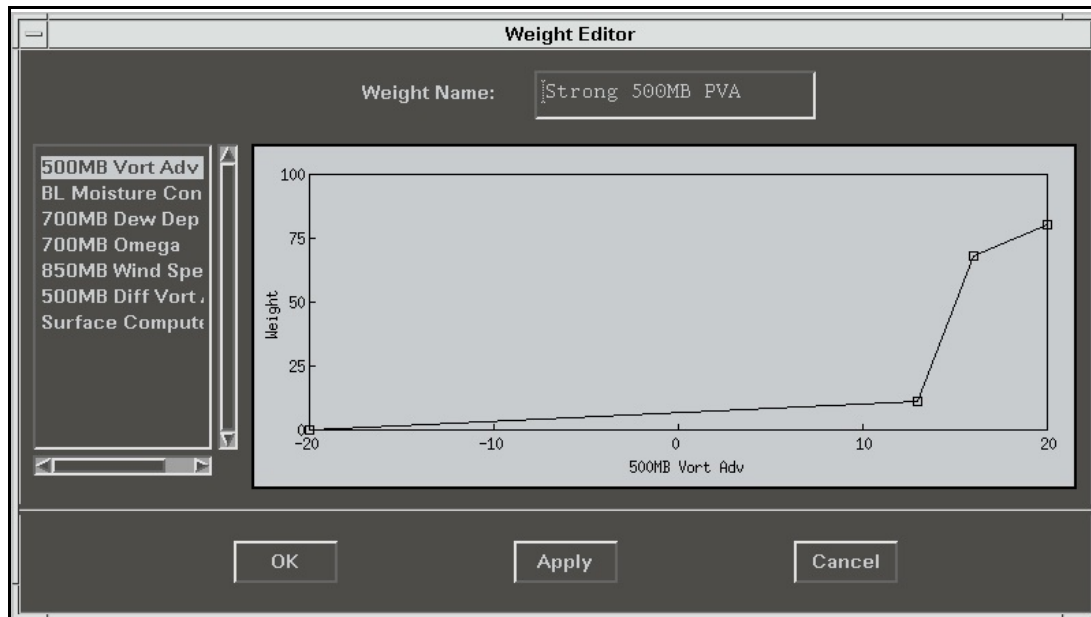 Weight Editor
Weight Name: Strong 500MB PVA
500MB Vort Adv
BL Moisture Con
700MB Dew Dep
700MB Omega
850MB Wind Spe
500MB Diff Vort
Surface Compute
100
75
50
25
0
Weight
-20 -10 0 10 20
500MB Vort Adv
OK Apply Cancel